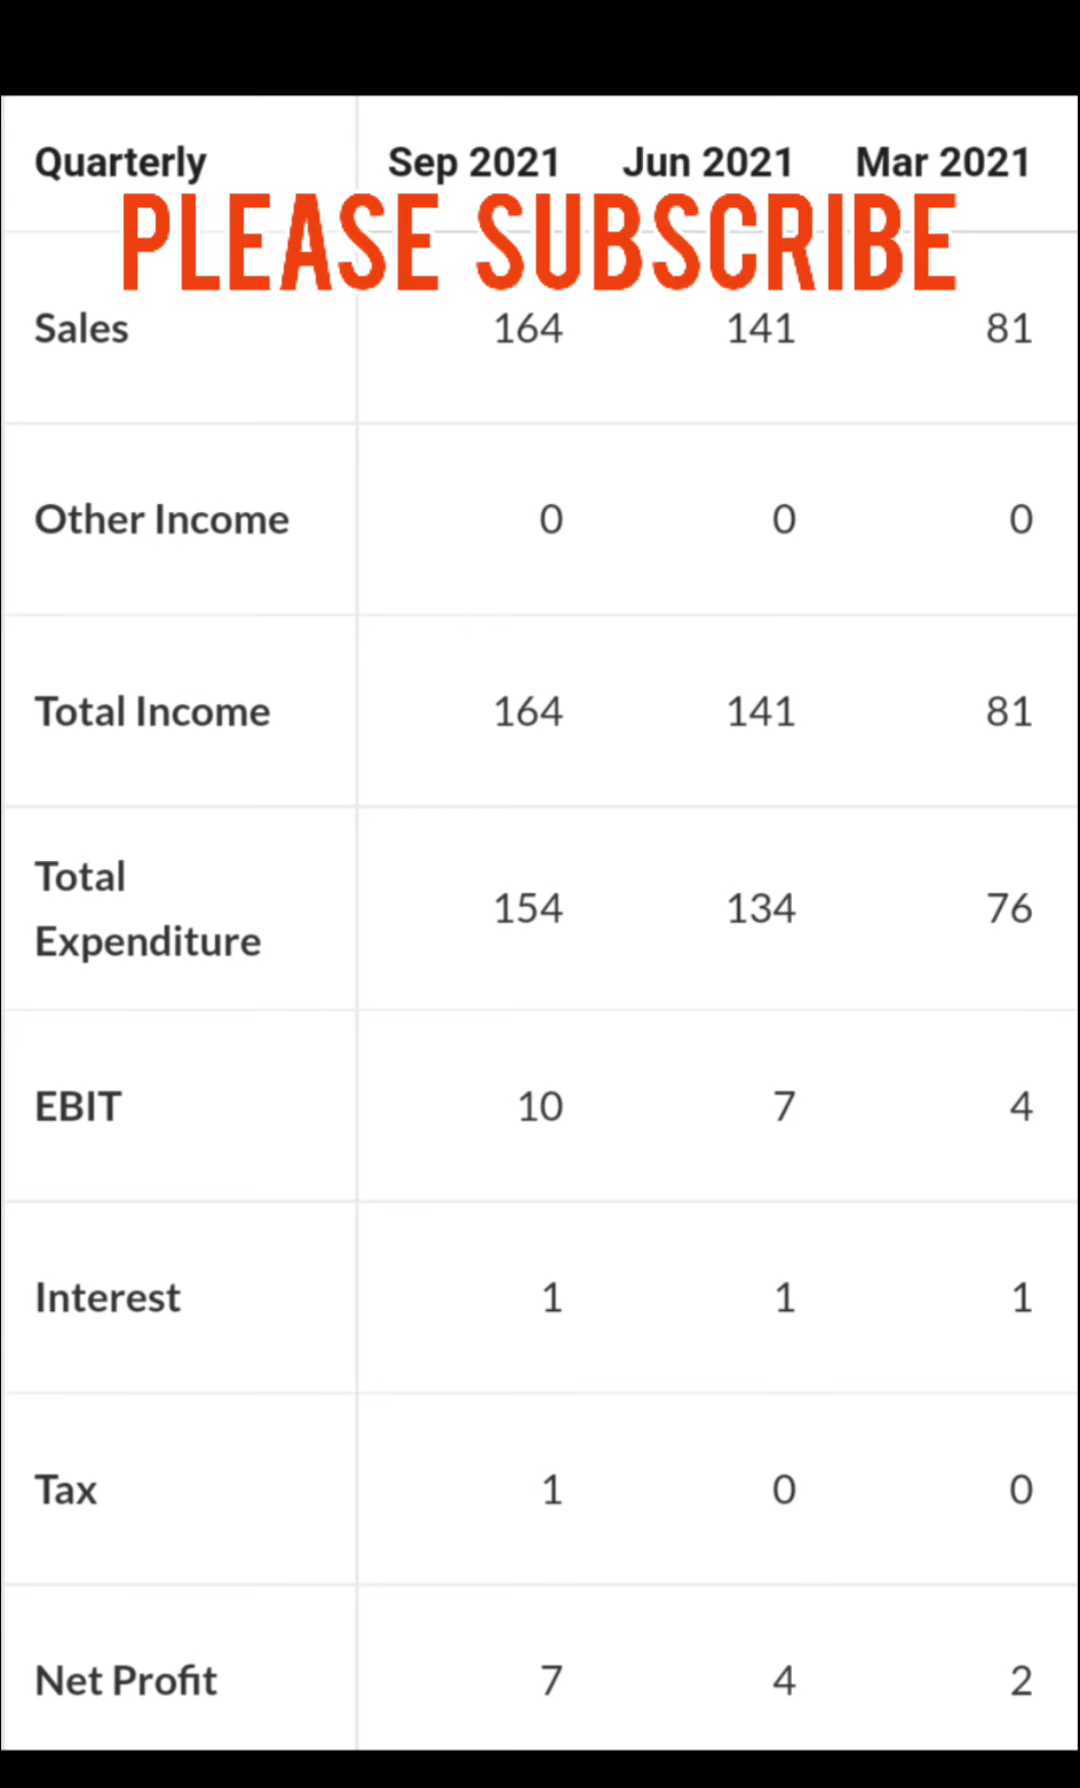 Quarterly Sep 2021 Jun 2021 Mar 2021
PLEASE SUBSCRIBE
Sales 164 141 81
Other Income 0 0 0
Total Income 164 141 81
Total
Expenditure 154 134 76
EBIT 10 7 4
Interest 1 1 1
Tax 1 0 0
Net Profit 7 4 2